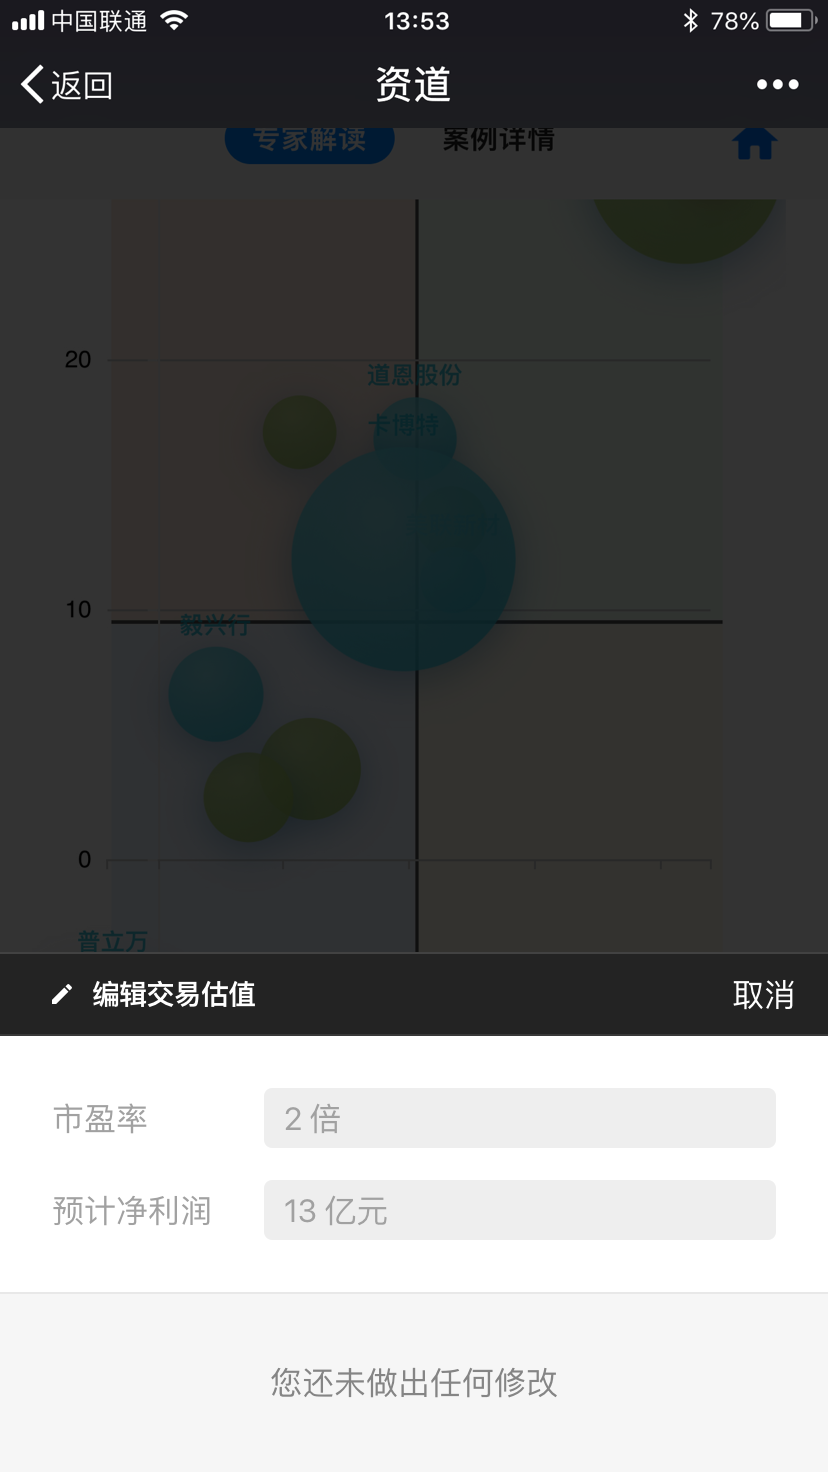 中国联通 13:53 78%
返回 资道
专家解读 案例详情
20
道恩股份
卡博特
10
毅兴行
0
普立万
编辑交易估值 取消
市盈率 2 倍
预计净利润 13 亿元
您还未做出任何修改